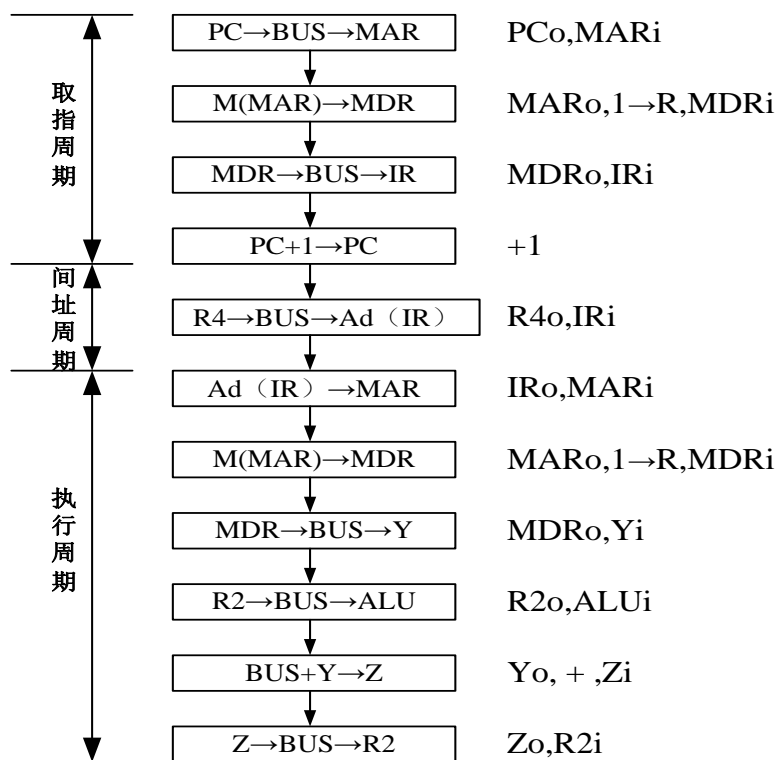 取指周期
PC→BUS→MAR PCo,MARi
M(MAR)→MDR MARo,1→R,MDRi
MDR→BUS→IR MDRo,IRi
PC+1→PC +1
间址周期
R4→BUS→Ad（IR） R4o,IRi
执行周期
Ad（IR）→MAR IRo,MARi
M(MAR)→MDR MARo,1→R,MDRi
MDR→BUS→Y MDRo,Yi
R2→BUS→ALU R2o,ALUi
BUS+Y→Z Yo, + ,Zi
Z→BUS→R2 Zo,R2i